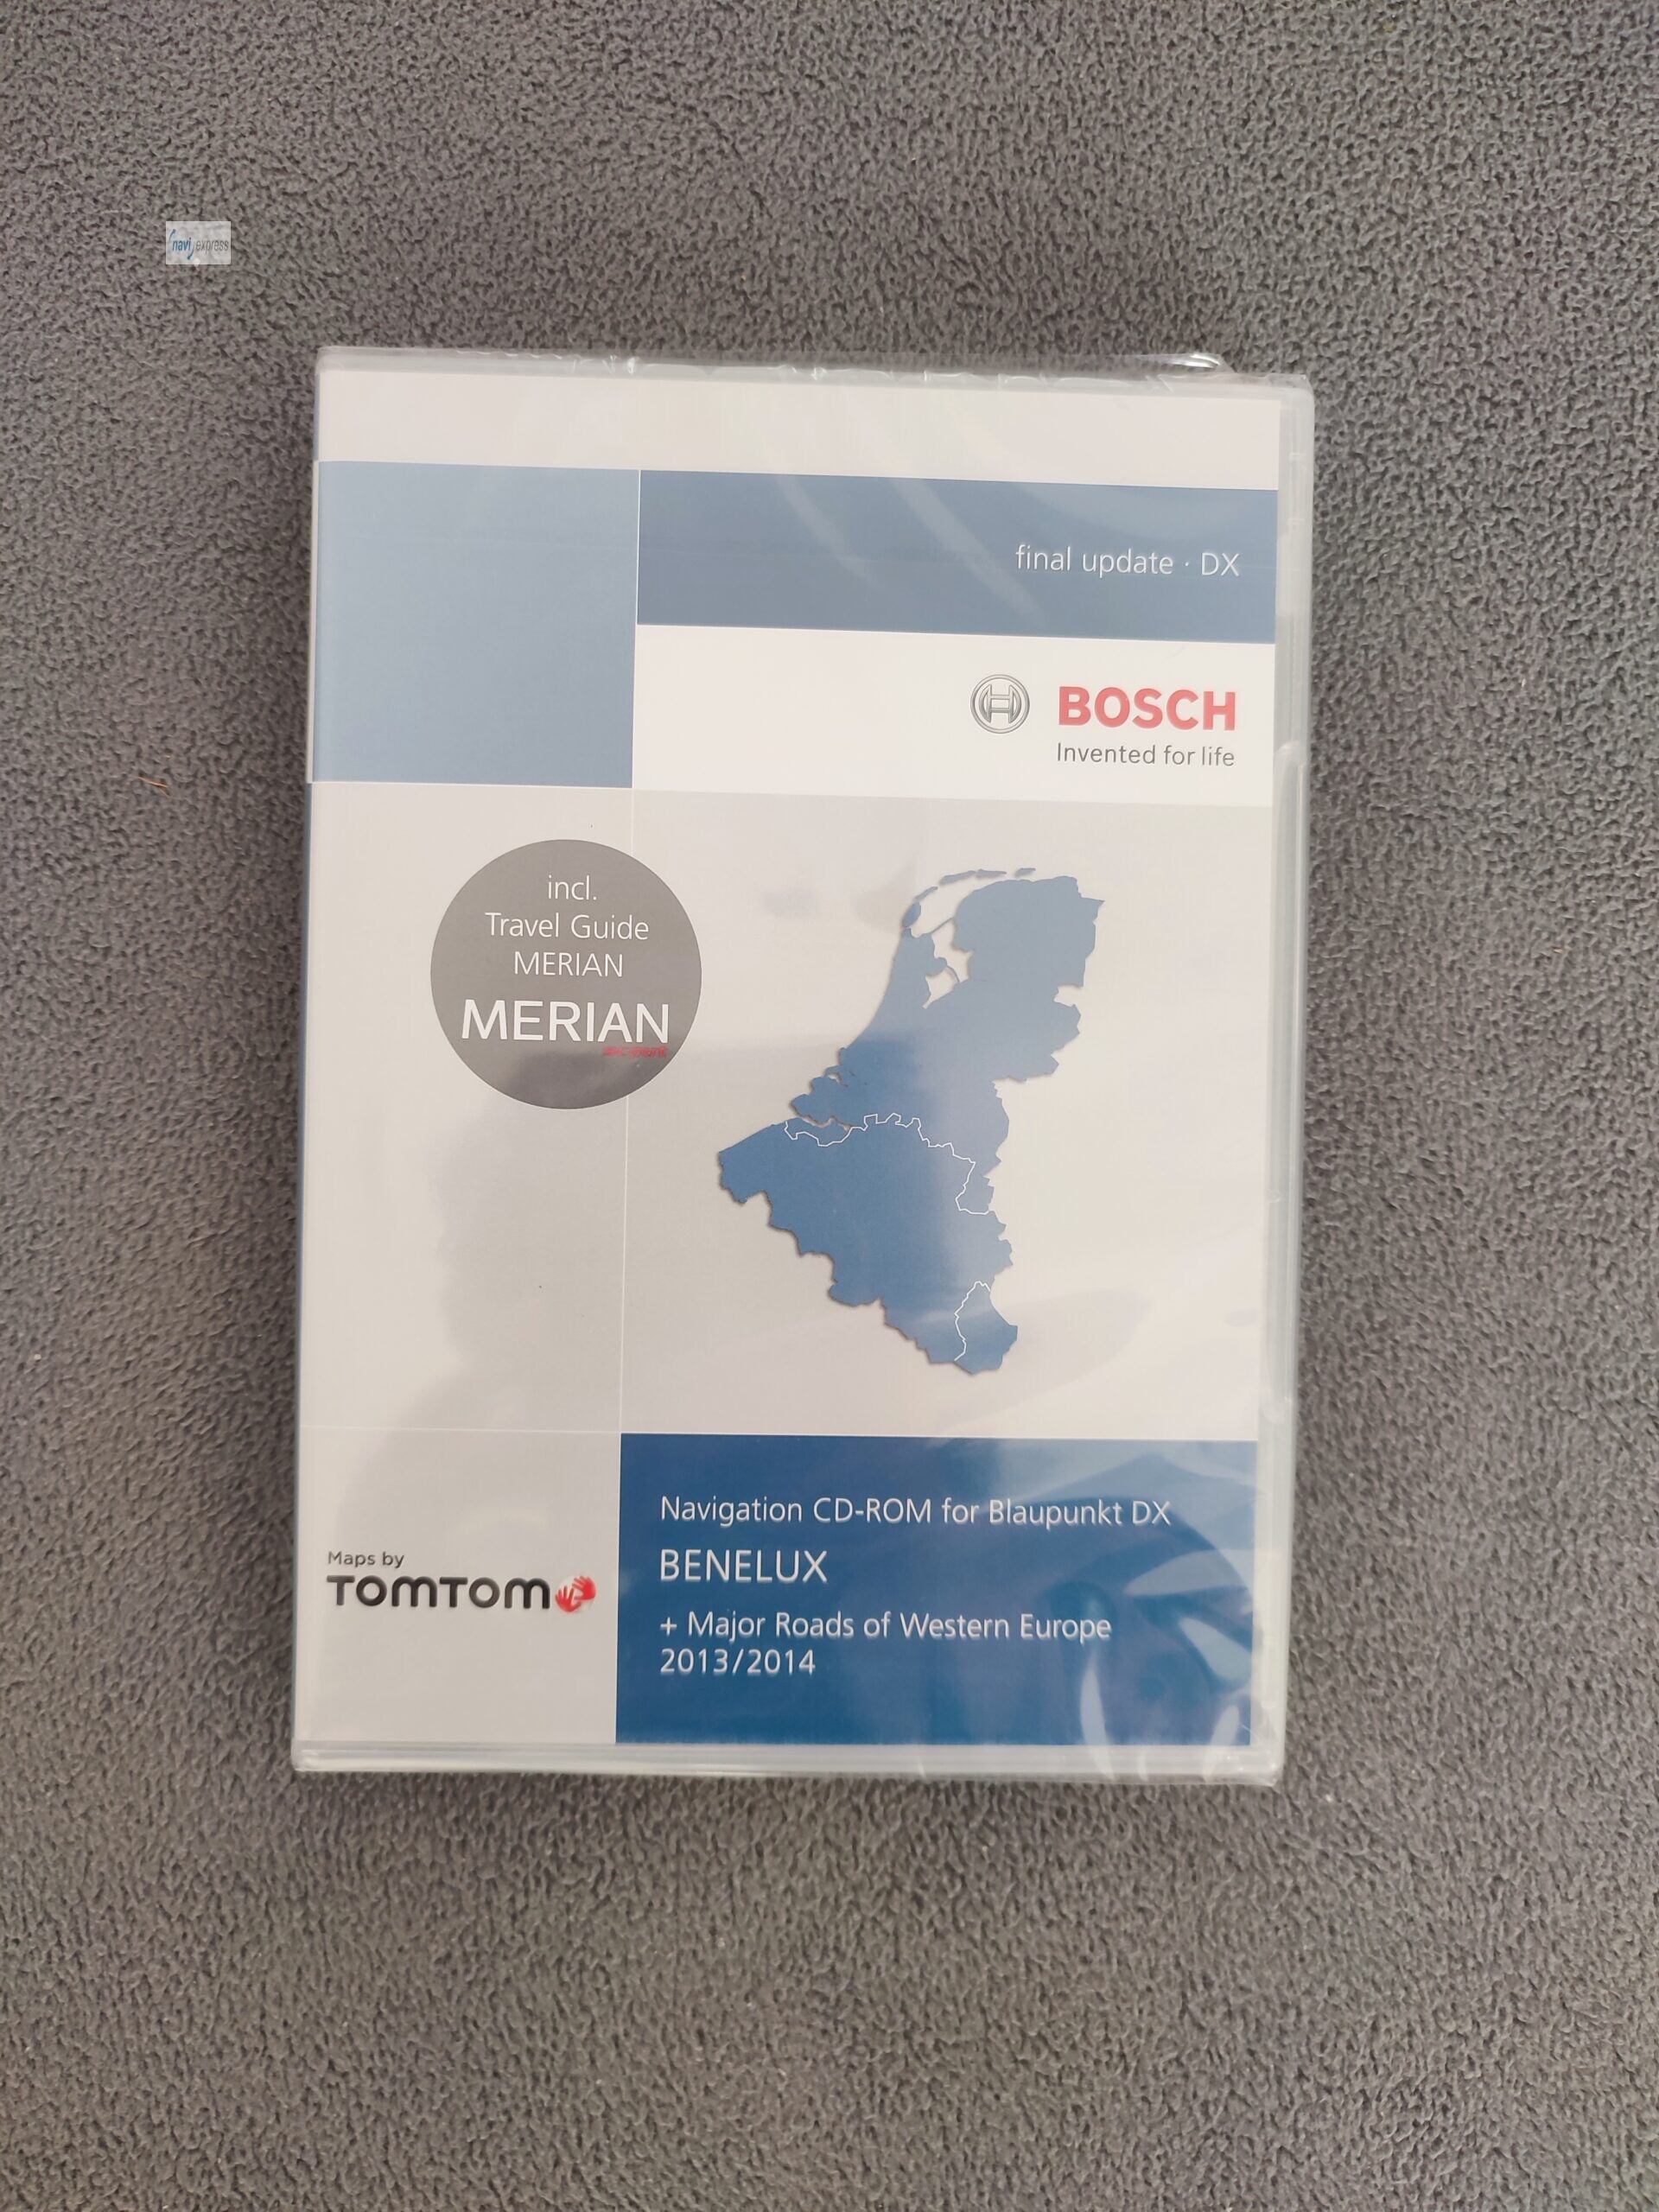 navi express
final update · DX
BOSCH
Invented for life
incl.
Travel Guide
MERIAN
MERIAN
Navigation CD-ROM for Blaupunkt DX
BENELUX
+ Major Roads of Western Europe
2013/2014
Maps by
TOMTOM